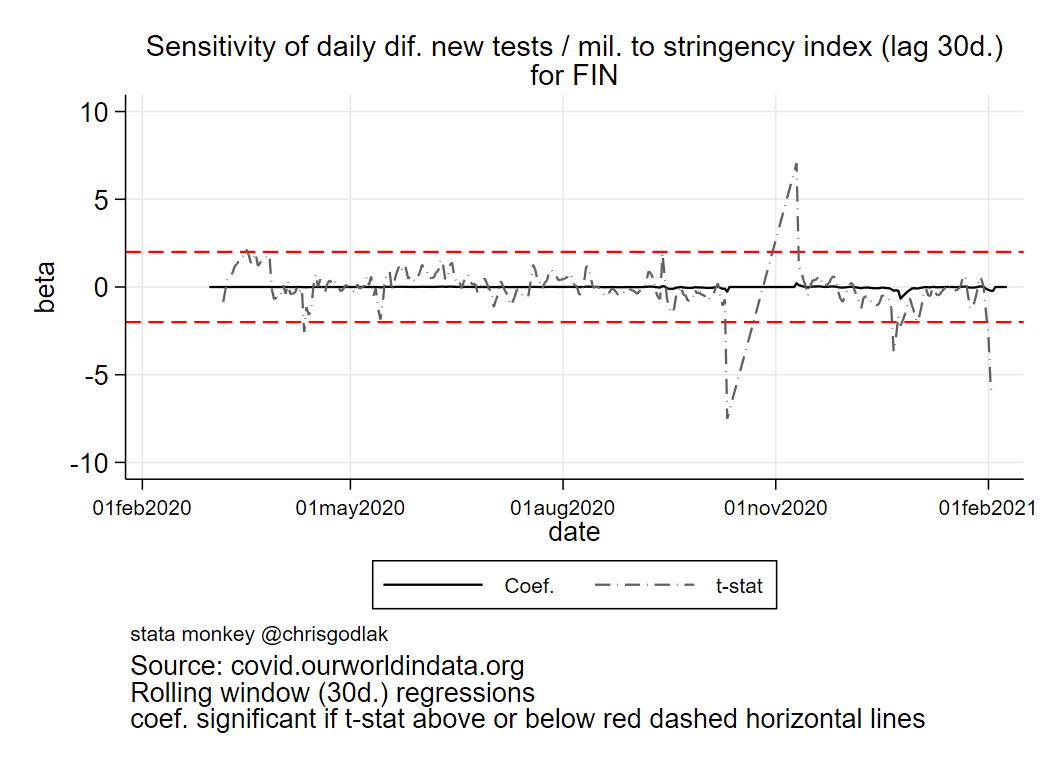 Sensitivity of daily dif. new tests / mil. to stringency index (lag 30d.)
for FIN
10
5
0
-5
-10
beta
01feb2020
01may2020
01aug2020
01nov2020
01feb2021
date
Coef.
t-stat
stata monkey @chrisgodlak
Source: covid.ourworldindata.org
Rolling window (30d.) regressions
coef. significant if t-stat above or below red dashed horizontal lines